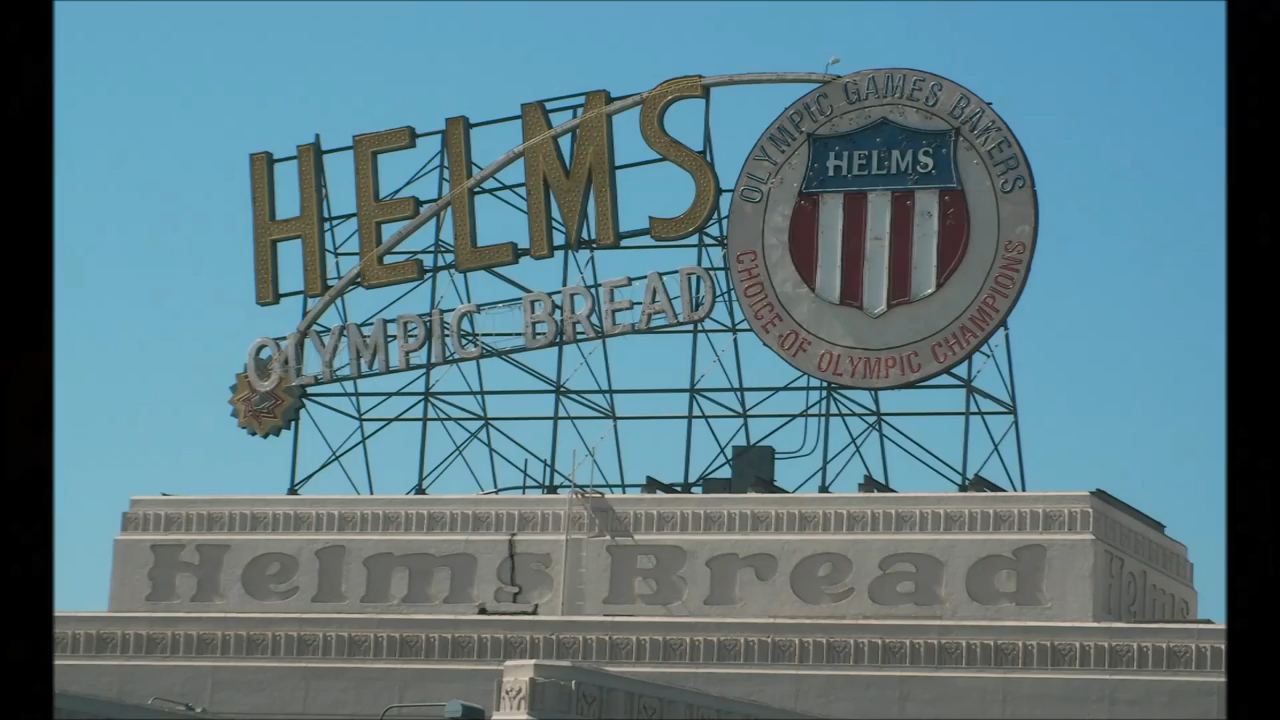 HELMS
OLYMPIC BREAD
OLYMPIC GAMES BAKERS
HELMS
CHOICE OF OLYMPIC CHAMPIONS
Helms Bread
Helms